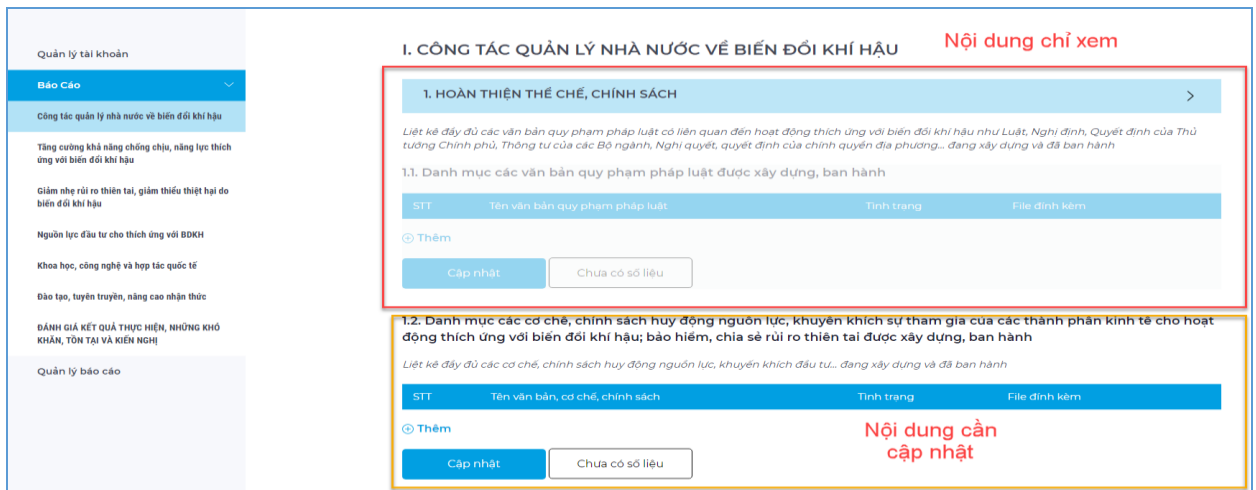 Quản lý tài khoản
Báo Cáo
Công tác quản lý nhà nước về biến đổi khí hậu
Tăng cường khả năng chống chịu, năng lực thích
ứng với biến đổi khí hậu
Giảm nhẹ rủi ro thiên tai, giảm thiểu thiệt hại do
biến đổi khí hậu
Nguồn lực đầu tư cho thích ứng với BDKH
Khoa học, công nghệ và hợp tác quốc tế
Đào tạo, tuyên truyền, nâng cao nhận thức
ĐÁNH GIÁ KẾT QUẢ THỰC HIỆN, NHỮNG KHÓ
KHĂN, TỒN TẠI VÀ KIẾN NGHỊ
Quản lý báo cáo
I. CÔNG TÁC QUẢN LÝ NHÀ NƯỚC VỀ BIẾN ĐỔI KHÍ HẬU
Nội dung chỉ xem
1. HOÀN THIỆN THỂ CHẾ, CHÍNH SÁCH
Liệt kê đầy đủ các văn bản quy phạm pháp luật có liên quan đến hoạt động thích ứng với biến đổi khí hậu như Luật, Nghị định, Quyết định của Thủ
tướng Chính phủ, Thông tư của các Bộ ngành, Nghị quyết, quyết định của chính quyền địa phương... đang xây dựng và đã ban hành
1.1. Danh mục các văn bản quy phạm pháp luật được xây dựng, ban hành
STT Tên văn bản quy phạm pháp luật Tình trạng File đính kèm
Thêm
Cập nhật Chưa có số liệu
1.2. Danh mục các cơ chế, chính sách huy động nguồn lực, khuyến khích sự tham gia của các thành phần kinh tế cho hoạt
động thích ứng với biến đổi khí hậu; bảo hiểm, chia sẻ rủi ro thiên tai được xây dựng, ban hành
Liệt kê đầy đủ các cơ chế, chính sách huy động nguồn lực, khuyến khích đầu tư... đang xây dựng và đã ban hành
STT Tên văn bản, cơ chế, chính sách Tình trạng File đính kèm
Thêm
Nội dung cần
cập nhật
Cập nhật Chưa có số liệu